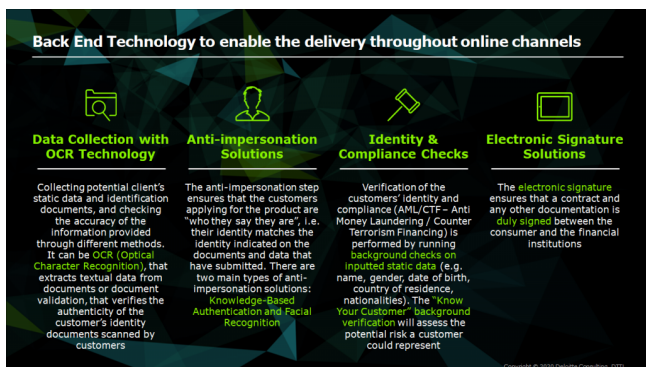 Back End Technology to enable the delivery throughout online channels
Data Collection with
OCR Technology
Collecting potential client's
static data and identification
documents, and checking
the accuracy of the
information provided
through different methods.
It can be OCR (Optical
Character Recognition), that
extracts textual data from
documents or document
validation, that verifies the
authenticity of the
customer's identity
documents scanned by
customers
Anti-impersonation
Solutions
The anti-impersonation step
ensures that the customers
applying for the product are
"who they say they are", i.e.
their identity matches the
identity indicated on the
documents and data that
have submitted. There are
two main types of anti-
impersonation solutions:
Knowledge-Based
Authentication and Facial
Recognition
Identity &
Compliance Checks
Verification of the
customers' identity and
compliance (AML/CTF – Anti
Money Laundering / Counter
Terrorism Financing) is
performed by running
background checks on
inputted static data (e.g.
name, gender, date of birth,
country of residence,
nationalities). The "Know
Your Customer" background
verification will assess the
potential risk a customer
could represent
Electronic Signature
Solutions
The electronic signature
ensures that a contract and
any other documentation is
duly signed between the
consumer and the financial
institutions
Copyright © 2020 Deloitte Consulting, DTTL